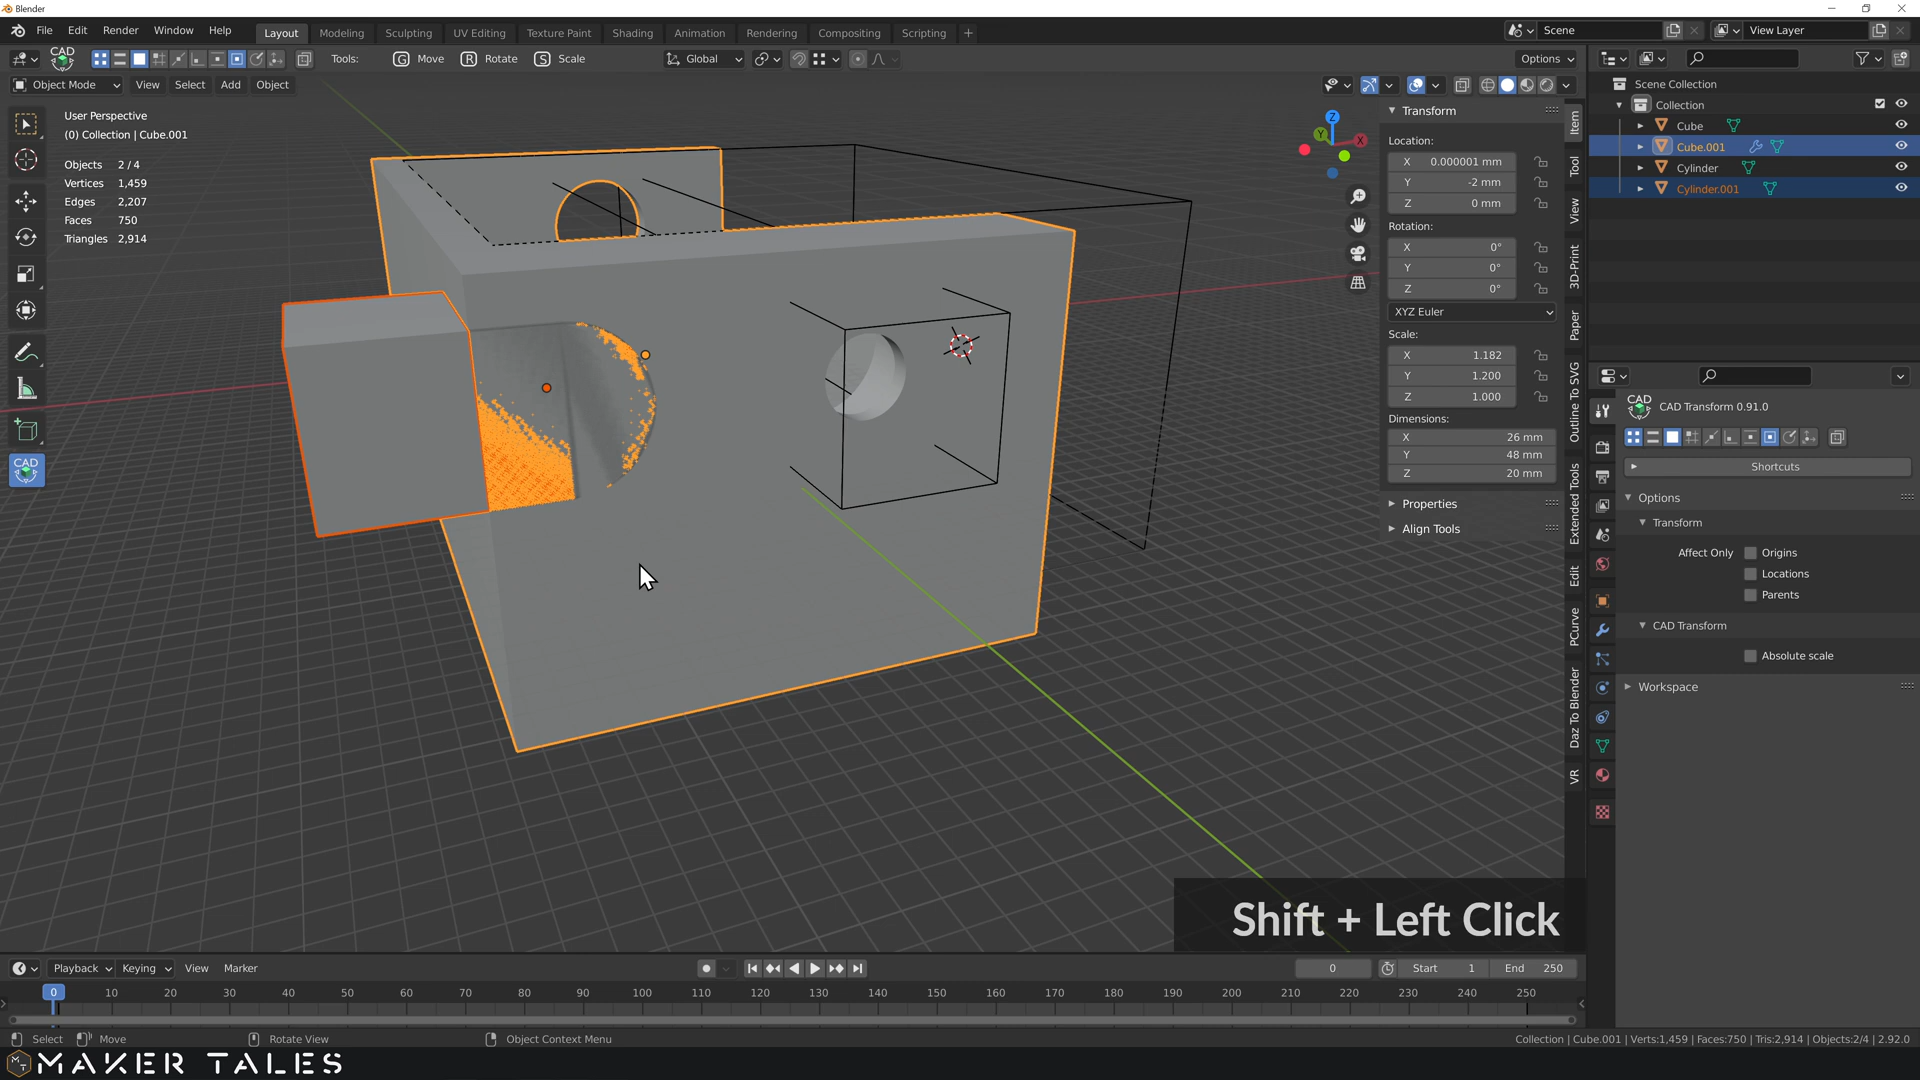 Blender
File Edit Render Window Help Layout Modeling Sculpting UV Editing Texture Paint Shading Animation Rendering Compositing Scripting + Scene View Layer
CAD Tools: G Move R Rotate S Scale Global Options
Object Mode View Select Add Object
User Perspective
(0) Collection | Cube.001
Objects 2 / 4
Vertices 1,459
Edges 2,207
Faces 750
Triangles 2,914
CAD
Z
Y
X
Transform
Location:
X 0.000001 mm
Y -2 mm
Z 0 mm
Rotation:
X 0°
Y 0°
Z 0°
XYZ Euler
Scale:
X 1.182
Y 1.200
Z 1.000
Dimensions:
X 26 mm
Y 48 mm
Z 20 mm
Properties
Align Tools
Item
Tool
View
3D-Print
Paper
Outline To SVG
Extended Tools
Edit
PCurve
Daz To Blender
VR
Scene Collection
Collection
Cube
Cube.001
Cylinder
Cylinder.001
CAD CAD Transform 0.91.0
Shortcuts
Options
Transform
Affect Only Origins
Locations
Parents
CAD Transform
Absolute scale
Workspace
Shift + Left Click
Playback Keying View Marker 0 Start 1 End 250
0 10 20 30 40 50 60 70 80 90 100 110 120 130 140 150 160 170 180 190 200 210 220 230 240 250
Select Move Rotate View Object Context Menu Collection | Cube.001 | Verts:1,459 | Faces:750 | Tris:2,914 | Objects:2/4 | 2.92.0
MT MAKER TALES